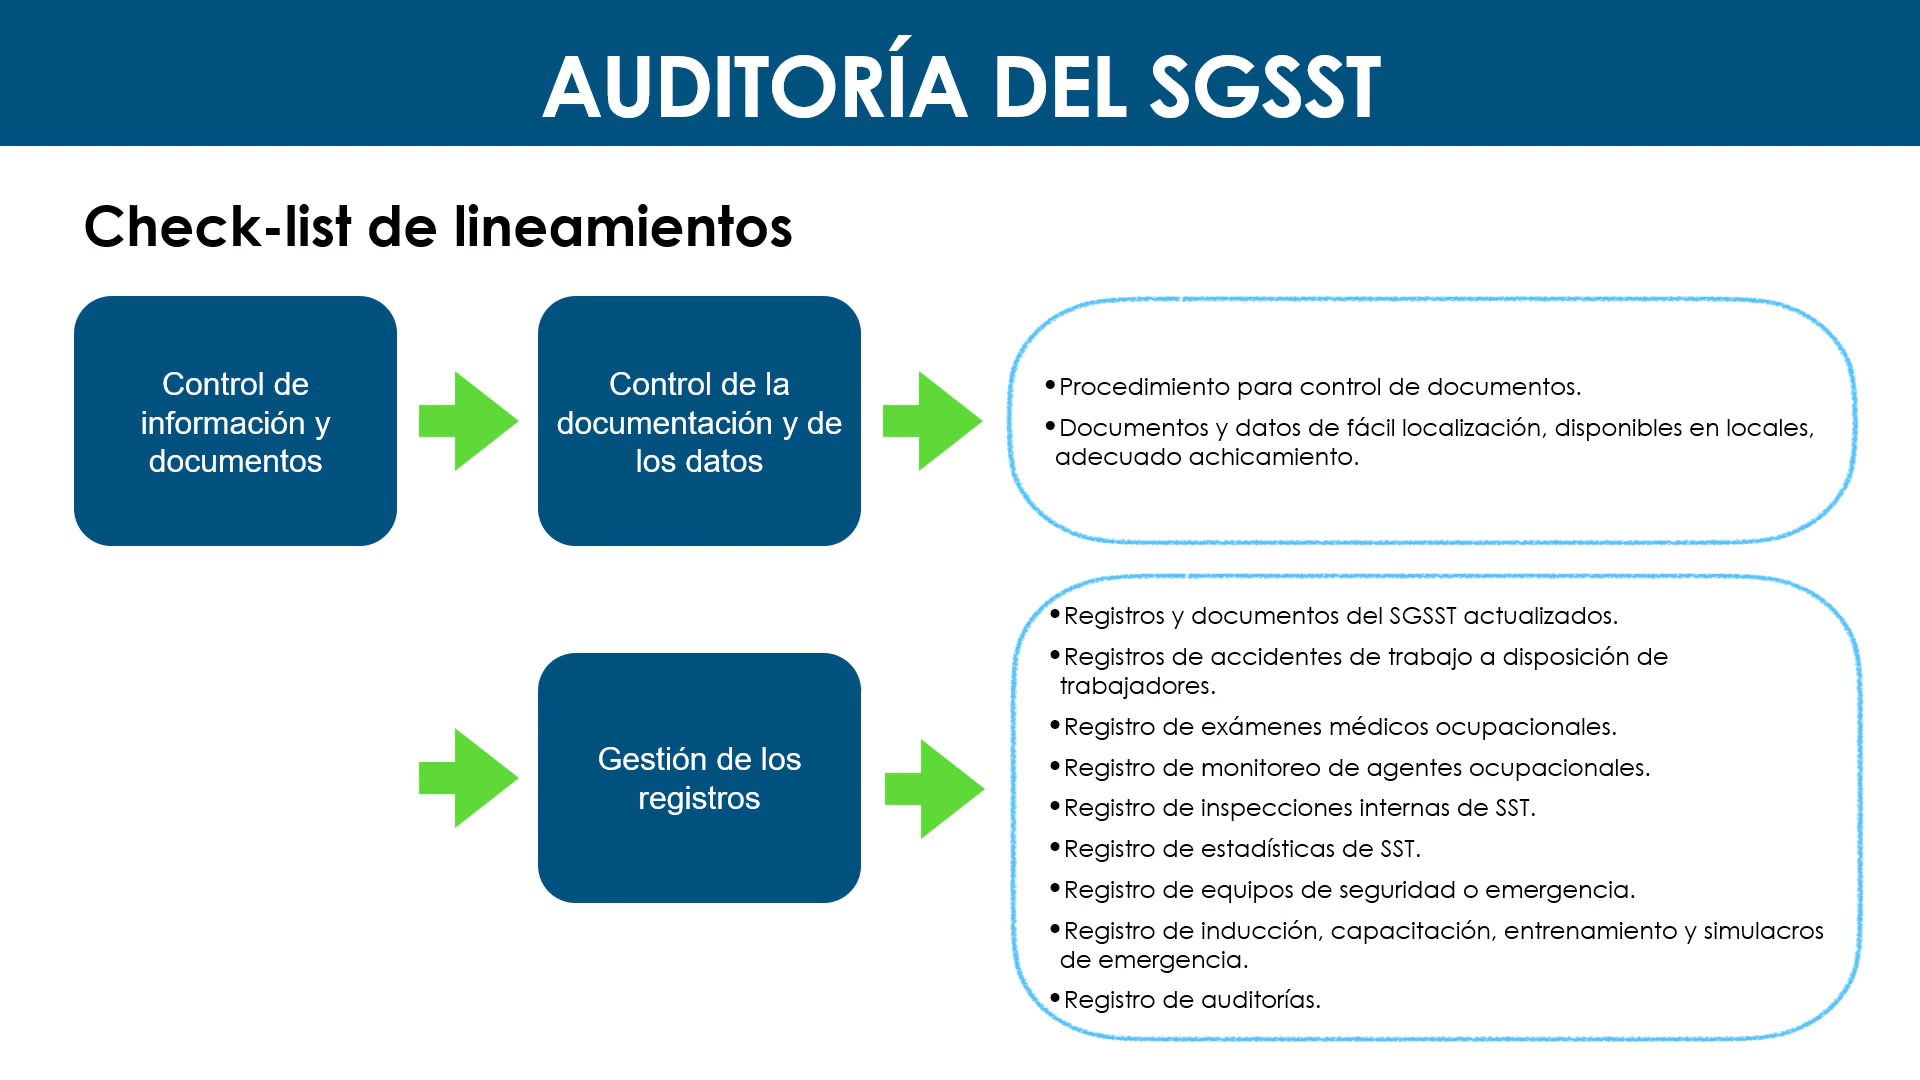 AUDITORÍA DEL SGSST
Check-list de lineamientos
Control de
información y
documentos
Control de la
documentación y de
los datos
•Procedimiento para control de documentos.
•Documentos y datos de fácil localización, disponibles en locales,
adecuado achicamiento.
Gestión de los
registros
•Registros y documentos del SGSST actualizados.
•Registros de accidentes de trabajo a disposición de
trabajadores.
•Registro de exámenes médicos ocupacionales.
•Registro de monitoreo de agentes ocupacionales.
•Registro de inspecciones internas de SST.
•Registro de estadísticas de SST.
•Registro de equipos de seguridad o emergencia.
•Registro de inducción, capacitación, entrenamiento y simulacros
de emergencia.
•Registro de auditorías.